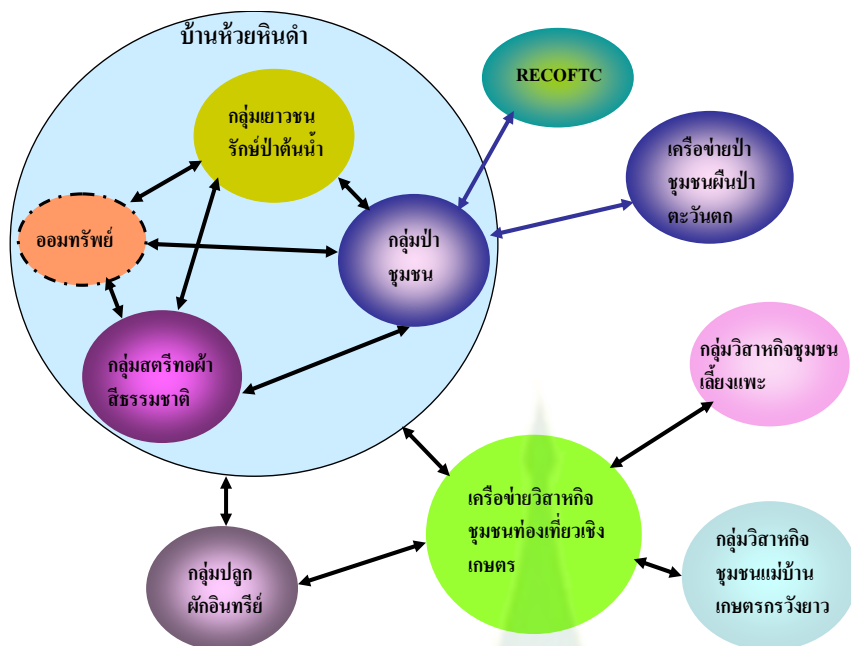 บ้านห้วยหินดำ
RECOFTC
กลุ่มเยาวชน
รักษ์ป่าต้นน้ำ
เครือข่ายป่า
ชุมชนผืนป่า
ตะวันตก
ออมทรัพย์
กลุ่มป่า
ชุมชน
กลุ่มสตรีทอผ้า
สีธรรมชาติ
กลุ่มวิสาหกิจชุมชน
เลี้ยงแพะ
เครือข่ายวิสาหกิจ
ชุมชนท่องเที่ยวเชิง
เกษตร
กลุ่มปลูก
ผักอินทรีย์
กลุ่มวิสาหกิจ
ชุมชนแม่บ้าน
เกษตรกรวังยาว